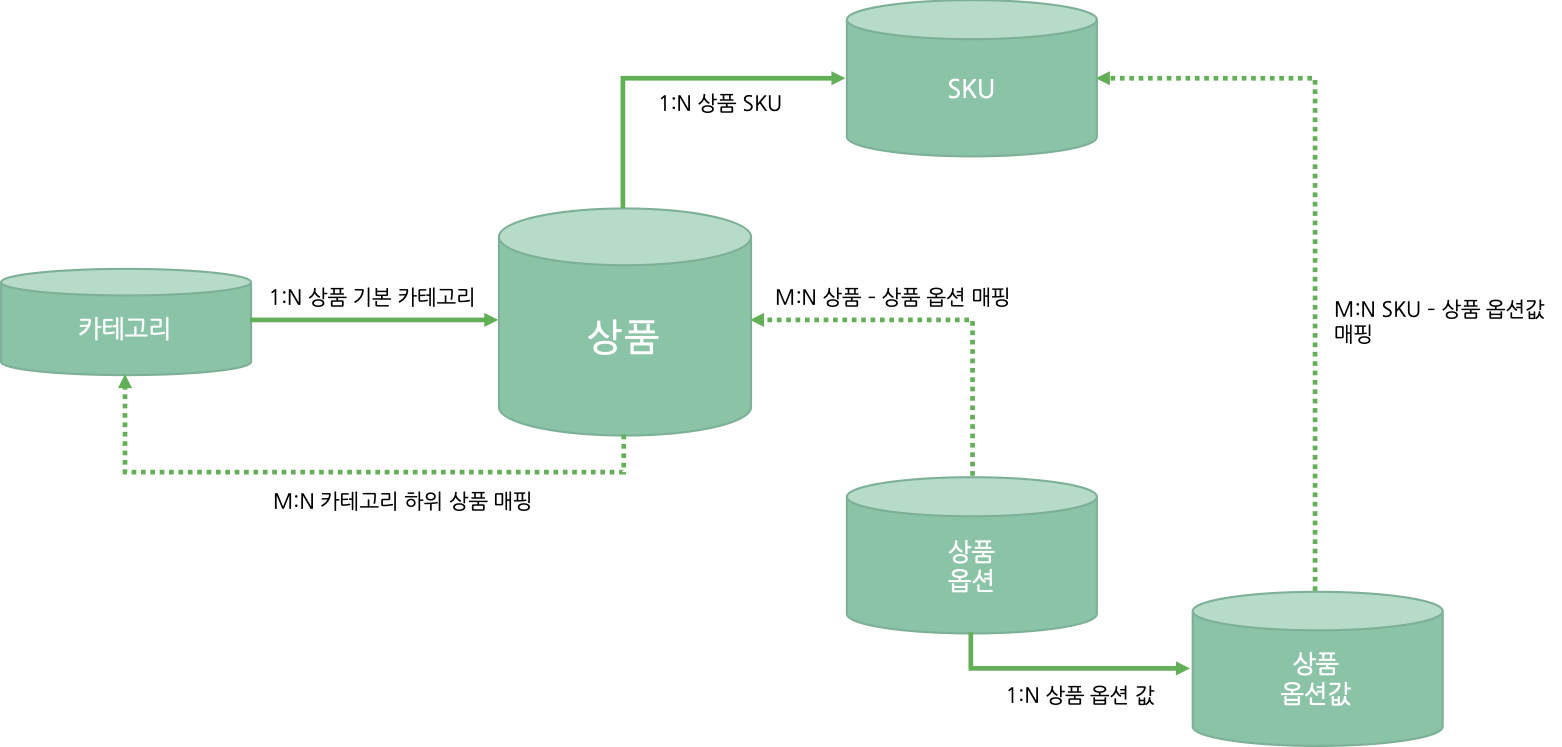 SKU
1:N 상품 SKU
1:N 상품 기본 카테고리
M:N 상품 - 상품 옵션 매핑
M:N SKU - 상품 옵션값
매핑
카테고리
상품
M:N 카테고리 하위 상품 매핑
상품
옵션
상품
옵션값
1:N 상품 옵션 값